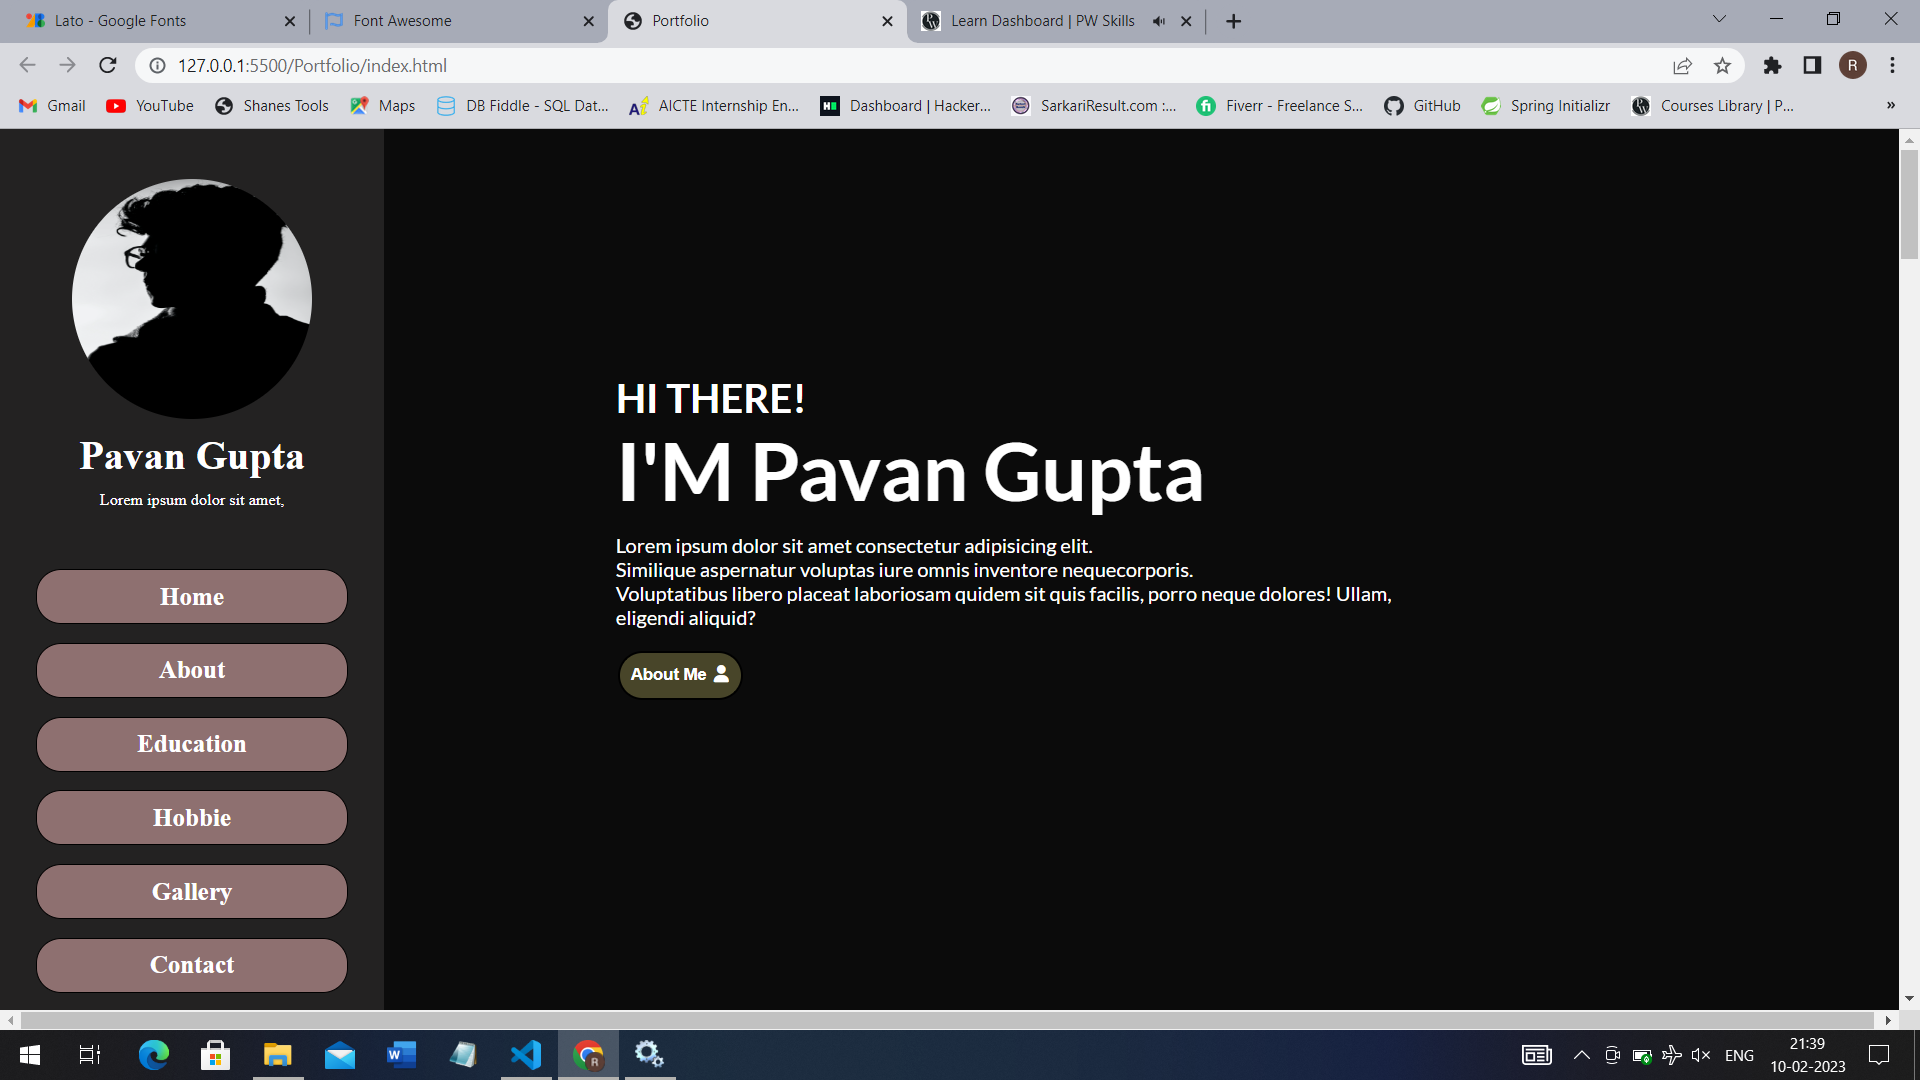 Lato - Google Fonts
Font Awesome
Portfolio
Learn Dashboard | PW Skills
127.0.0.1:5500/Portfolio/index.html
R
Gmail
YouTube
Shanes Tools
Maps
DB Fiddle - SQL Dat...
AICTE Internship En...
Dashboard | Hacker...
SarkariResult.com :...
Fiverr - Freelance S...
GitHub
Spring Initializr
Courses Library | P...
»
Pavan Gupta
Lorem ipsum dolor sit amet,
Home
About
Education
Hobbie
Gallery
Contact
HI THERE!
I'M Pavan Gupta
Lorem ipsum dolor sit amet consectetur adipisicing elit.
Similique aspernatur voluptas iure omnis inventore nequecorporis.
Voluptatibus libero placeat laboriosam quidem sit quis facilis, porro neque dolores! Ullam,
eligendi aliquid?
About Me
ENG
21:39
10-02-2023